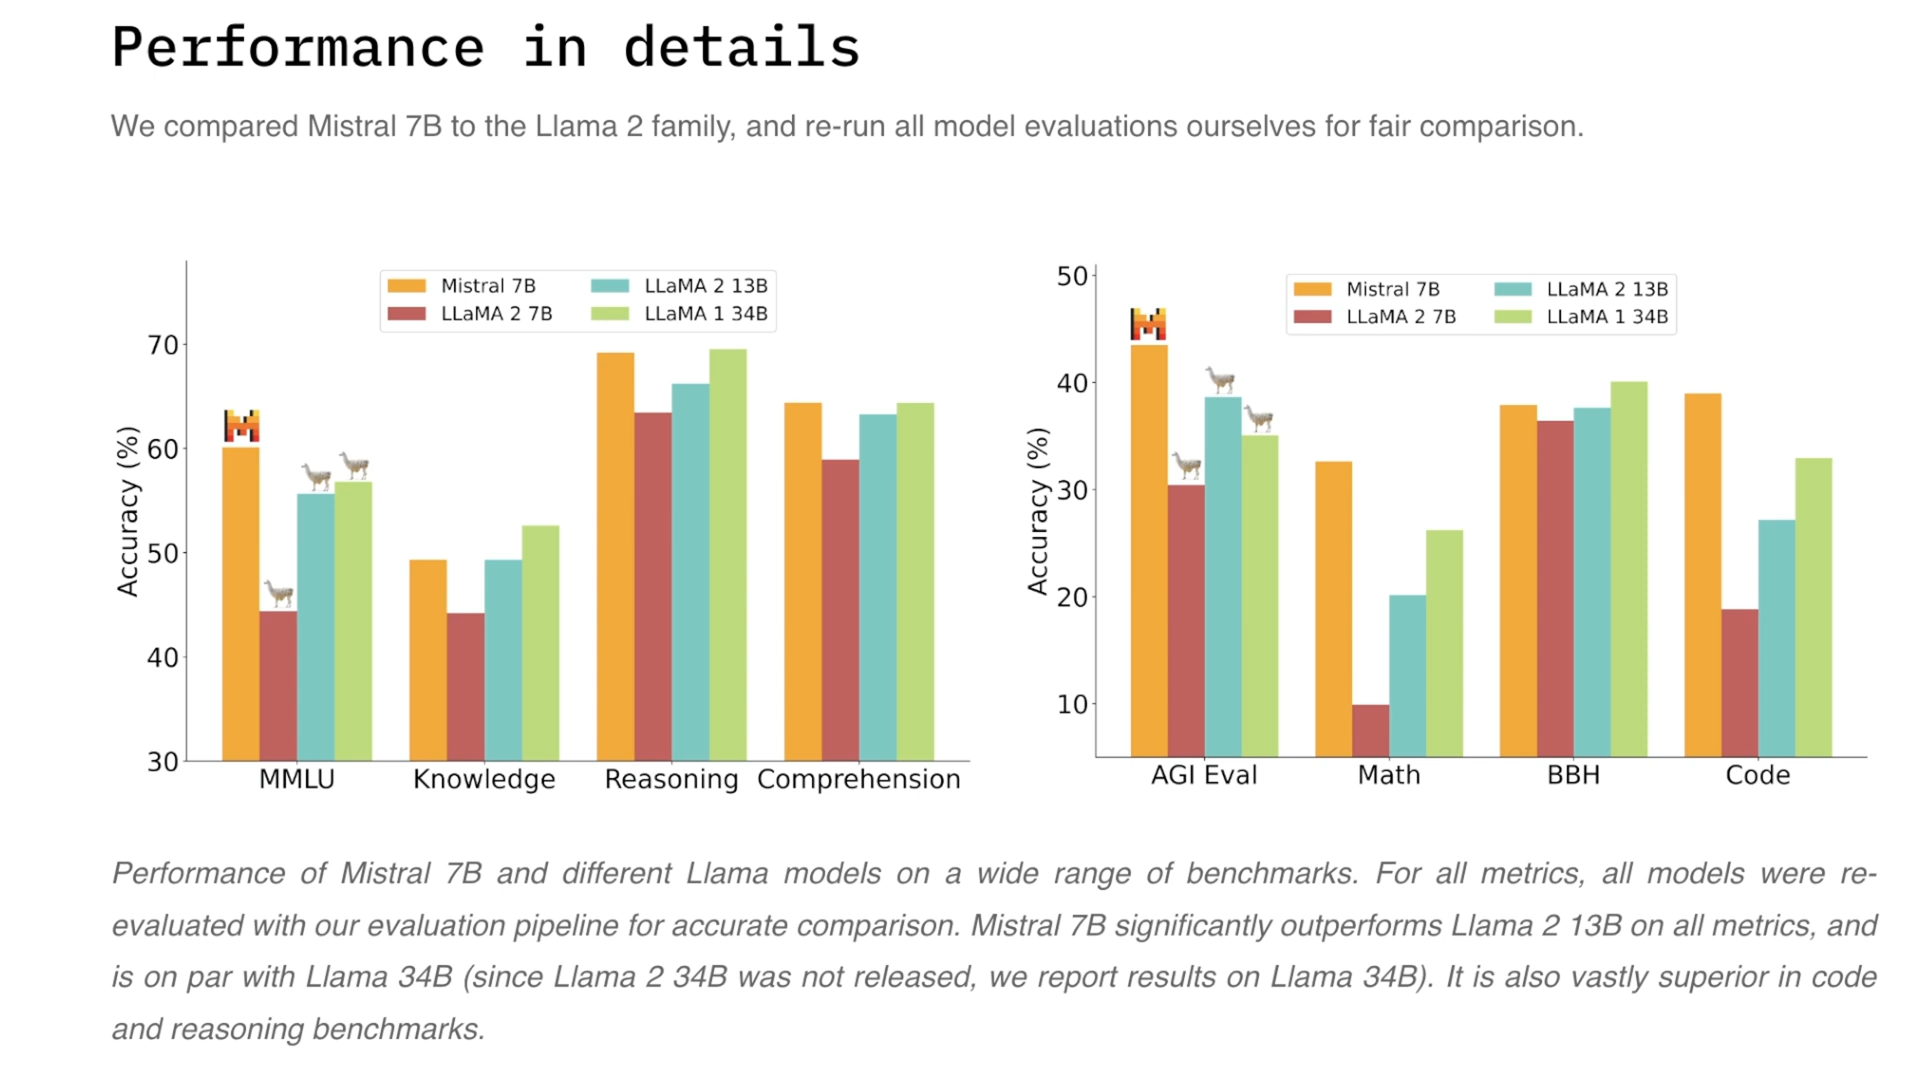 Performance in details
We compared Mistral 7B to the Llama 2 family, and re-run all model evaluations ourselves for fair comparison.
Mistral 7B
LLaMA 2 7B
LLaMA 2 13B
LLaMA 1 34B
Accuracy (%)
70
60
50
40
30
MMLU
Knowledge
Reasoning
Comprehension
Mistral 7B
LLaMA 2 7B
LLaMA 2 13B
LLaMA 1 34B
Accuracy (%)
50
40
30
20
10
AGI Eval
Math
BBH
Code
Performance of Mistral 7B and different Llama models on a wide range of benchmarks. For all metrics, all models were re-
evaluated with our evaluation pipeline for accurate comparison. Mistral 7B significantly outperforms Llama 2 13B on all metrics, and
is on par with Llama 34B (since Llama 2 34B was not released, we report results on Llama 34B). It is also vastly superior in code
and reasoning benchmarks.